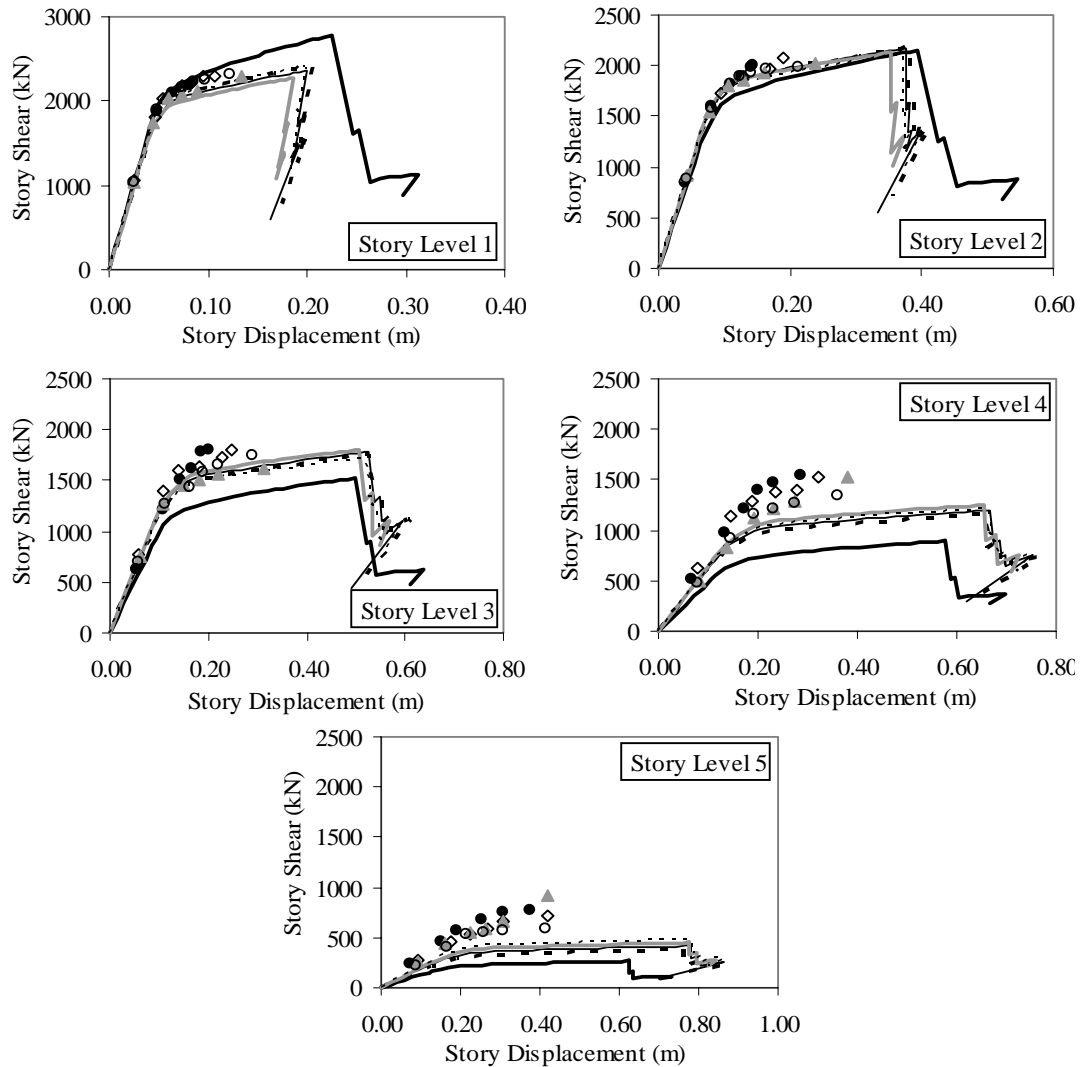 3000
2500
2000
1500
1000
500
0
Story Shear (kN)
0.00 0.10 0.20 0.30 0.40
Story Displacement (m)
Story Level 1
2500
2000
1500
1000
500
0
Story Shear (kN)
0.00 0.20 0.40 0.60
Story Displacement (m)
Story Level 2
2500
2000
1500
1000
500
0
Story Shear (kN)
0.00 0.20 0.40 0.60 0.80
Story Displacement (m)
Story Level 3
2500
2000
1500
1000
500
0
Story Shear (kN)
0.00 0.20 0.40 0.60 0.80
Story Displacement (m)
Story Level 4
2500
2000
1500
1000
500
0
Story Shear (kN)
0.00 0.20 0.40 0.60 0.80 1.00
Story Displacement (m)
Story Level 5